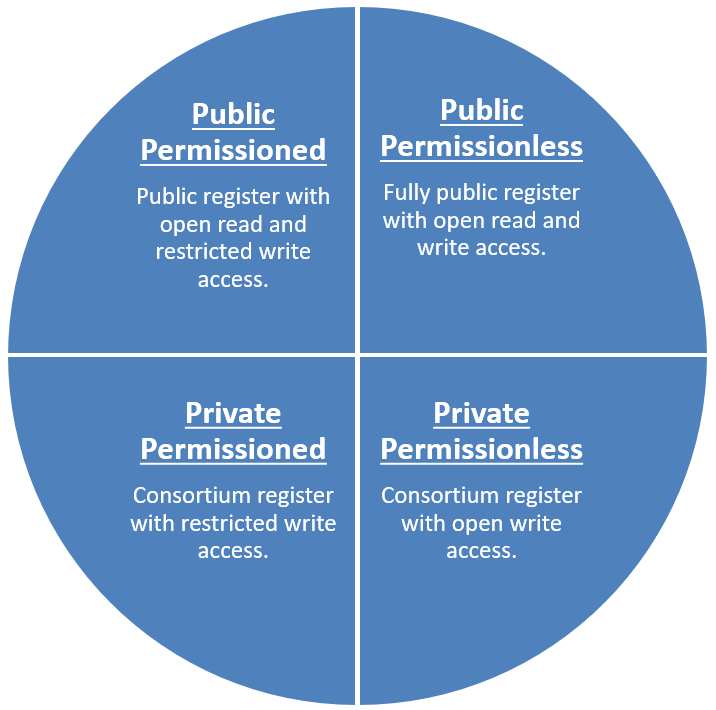 Public
Permissioned
Public register with
open read and
restricted write
access.
Public
Permissionless
Fully public register
with open read and
write access.
Private
Permissioned
Consortium register
with restricted write
access.
Private
Permissionless
Consortium register
with open write
access.